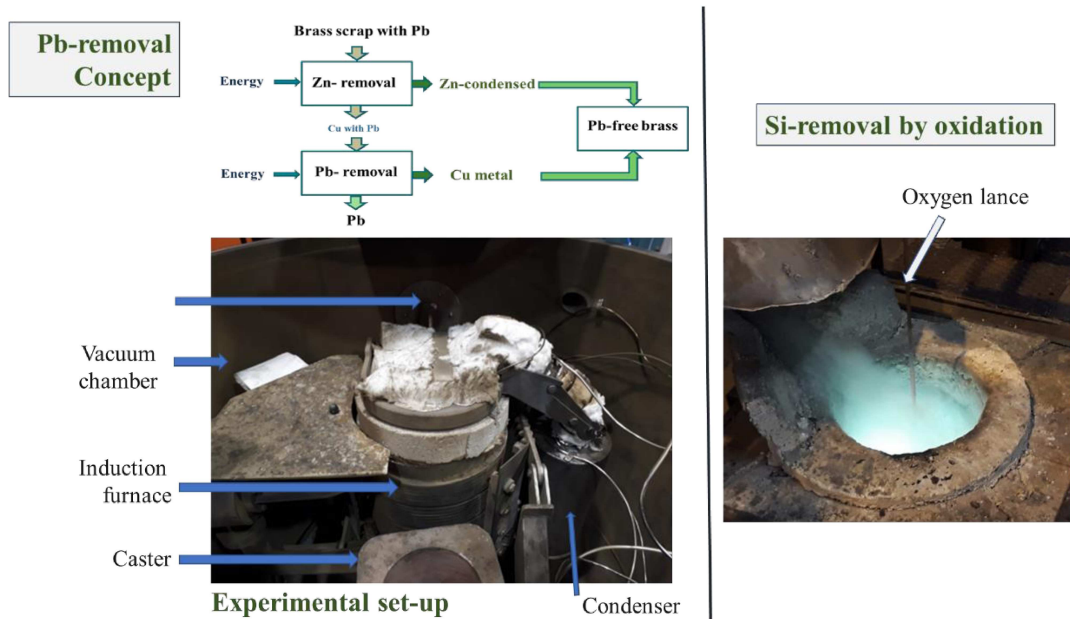 Pb-removal
Concept
Brass scrap with Pb
Energy
Zn- removal
Zn-condensed
Cu with Pb
Pb-free brass
Energy
Pb- removal
Cu metal
Pb
Vacuum
chamber
Induction
furnace
Caster
Experimental set-up
Condenser
Si-removal by oxidation
Oxygen lance